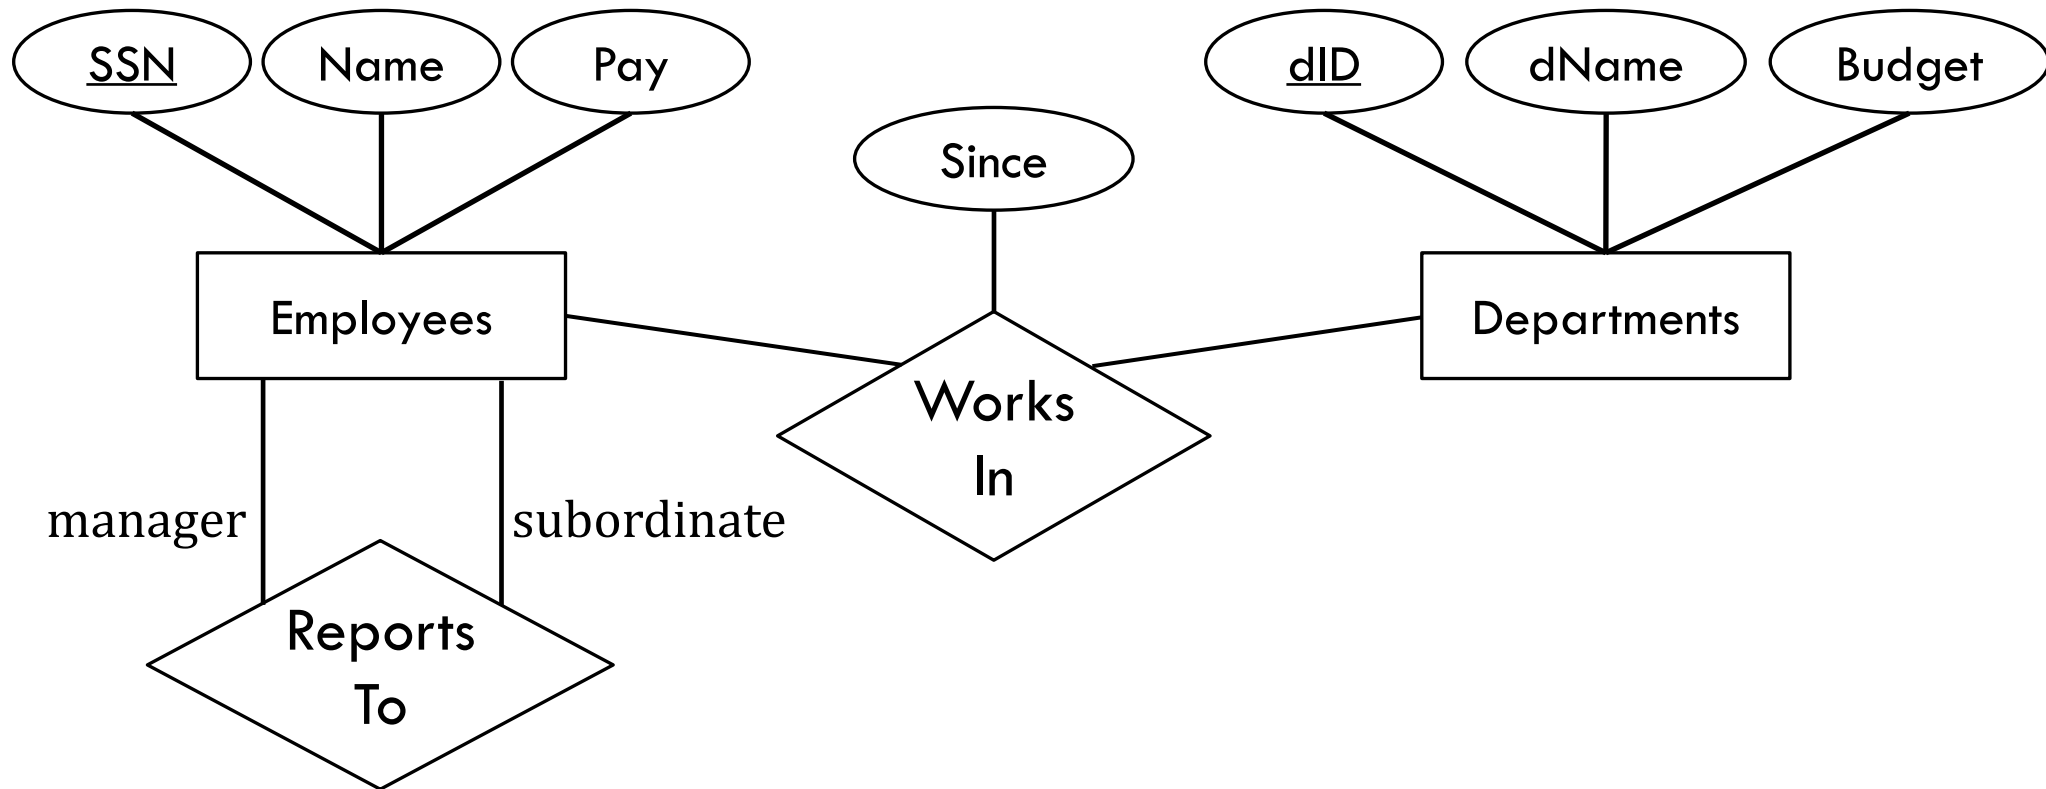 SSN
Name
Pay
dID
dName
Budget
Since
Employees
Departments
Works
In
manager
subordinate
Reports
To